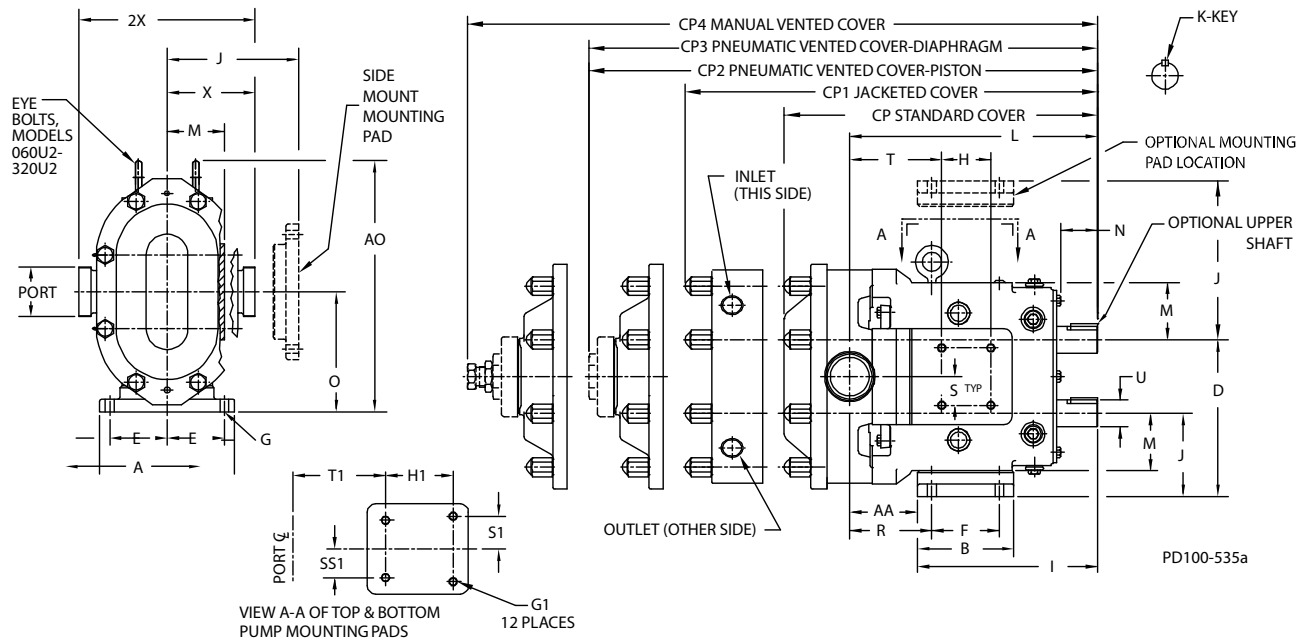 2X
J
X
M
EYE
BOLTS,
MODELS
060U2-
320U2
SIDE
MOUNT
MOUNTING
PAD
AO
PORT
O
E
E
G
A
CP4 MANUAL VENTED COVER
CP3 PNEUMATIC VENTED COVER-DIAPHRAGM
CP2 PNEUMATIC VENTED COVER-PISTON
CP1 JACKETED COVER
CP STANDARD COVER
L
T
H
K-KEY
OPTIONAL MOUNTING
PAD LOCATION
INLET
(THIS SIDE)
A
A
N
OPTIONAL UPPER
SHAFT
J
M
S TYP
U
D
M
J
OUTLET (OTHER SIDE)
AA
R
F
B
I
PD100-535a
T1
H1
S1
SS1
PORT ℄
G1
12 PLACES
VIEW A-A OF TOP & BOTTOM
PUMP MOUNTING PADS